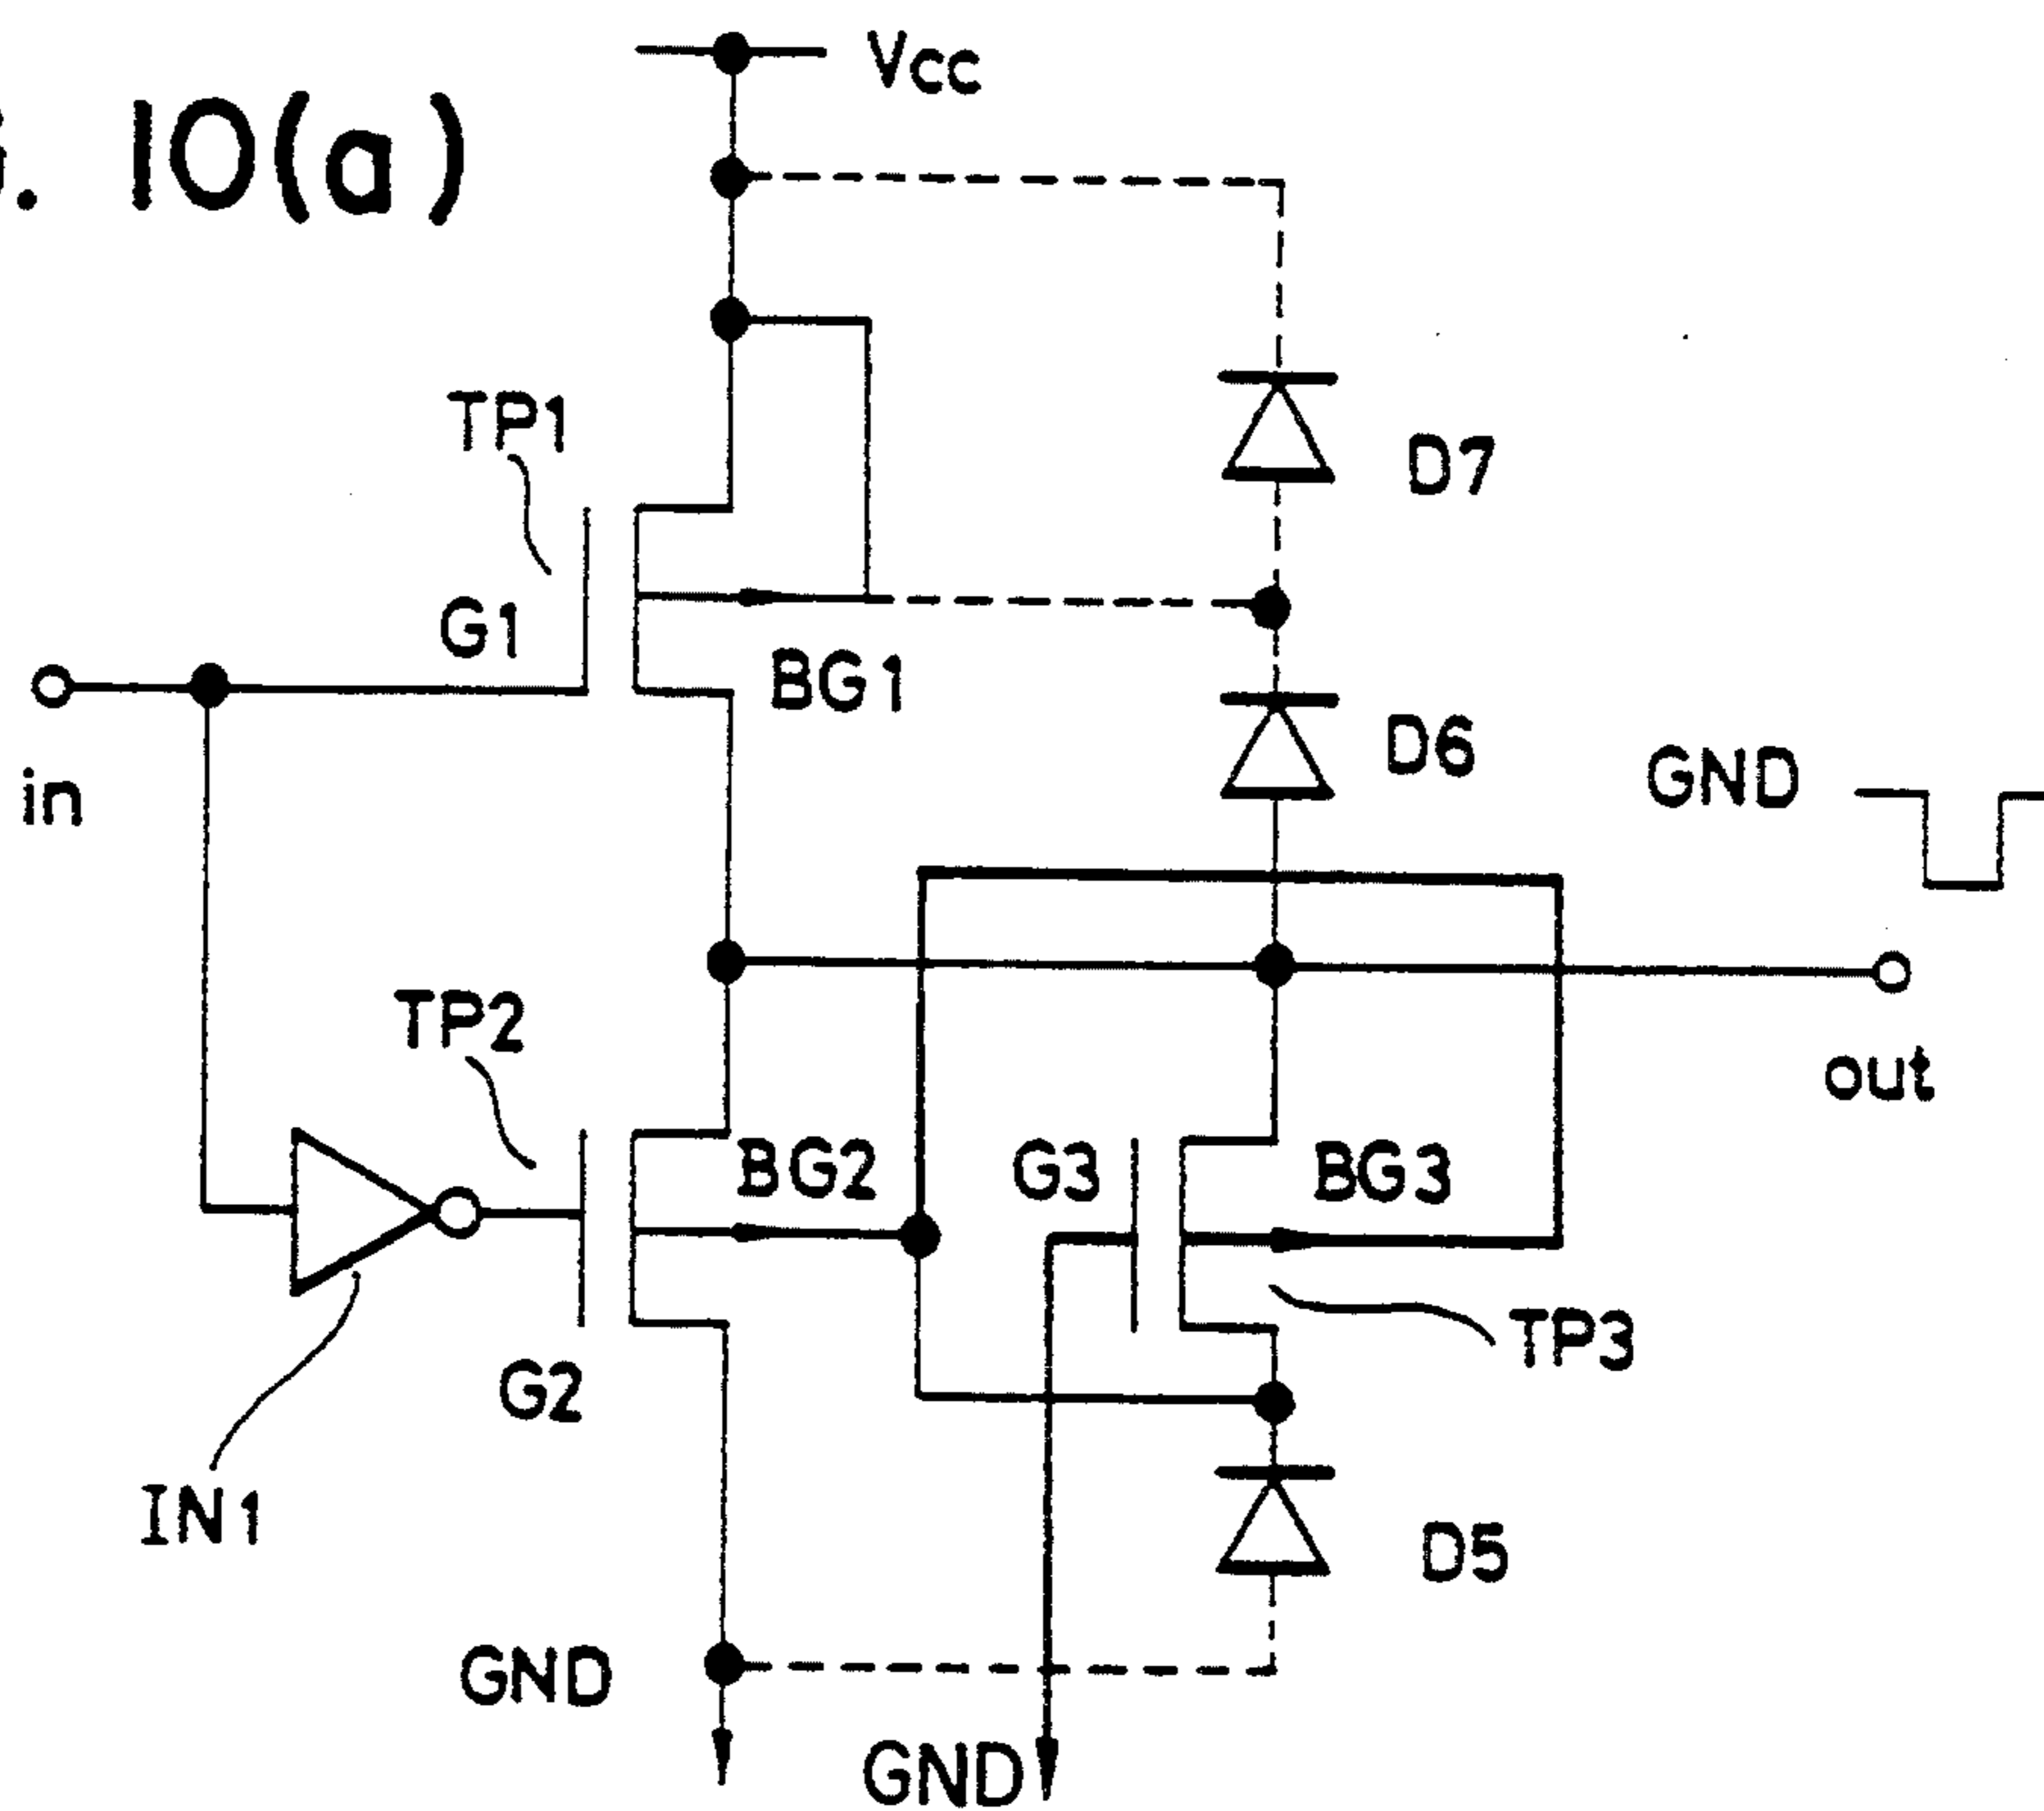 . 10(a)
Vcc
TP1
D7
G1
BG1
D6
GND
in
TP2
out
BG2
G3
BG3
TP3
G2
IN1
D5
GND
GND